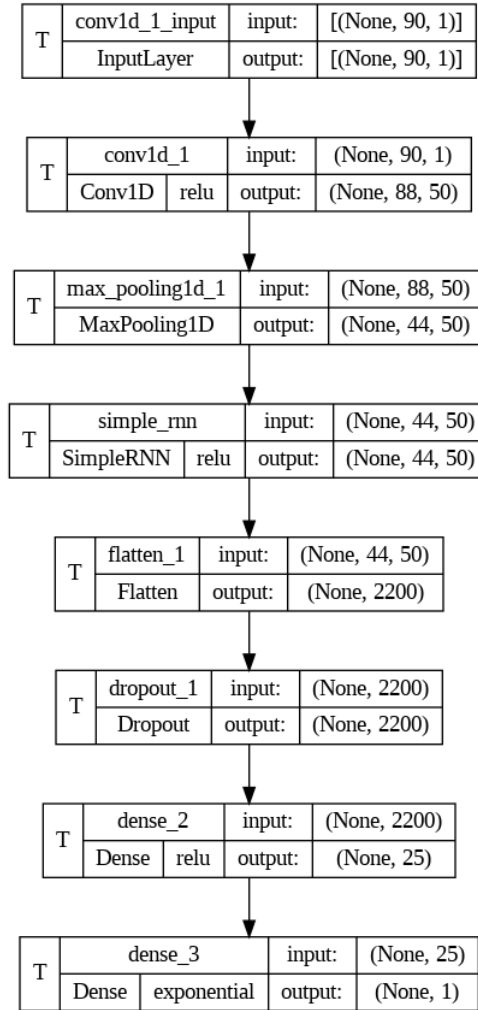 T conv1d_1_input input: [(None, 90, 1)]
InputLayer output: [(None, 90, 1)]
T conv1d_1 input: (None, 90, 1)
Conv1D relu output: (None, 88, 50)
T max_pooling1d_1 input: (None, 88, 50)
MaxPooling1D output: (None, 44, 50)
T simple_rnn input: (None, 44, 50)
SimpleRNN relu output: (None, 44, 50)
T flatten_1 input: (None, 44, 50)
Flatten output: (None, 2200)
T dropout_1 input: (None, 2200)
Dropout output: (None, 2200)
T dense_2 input: (None, 2200)
Dense relu output: (None, 25)
T dense_3 input: (None, 25)
Dense exponential output: (None, 1)